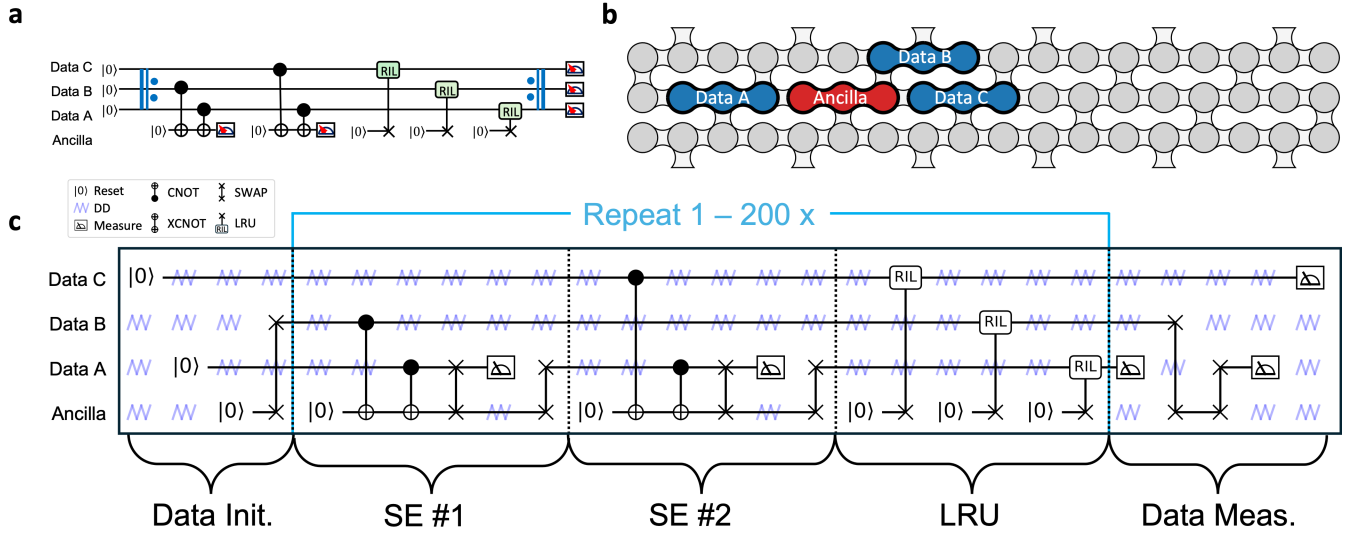 a
Data C |0⟩ RIL
Data B |0⟩ RIL
Data A |0⟩ RIL
|0⟩ |0⟩ |0⟩ |0⟩ |0⟩
Ancilla
b
Data B
Data A Ancilla Data C
|0⟩ Reset CNOT SWAP
DD
Measure XCNOT RIL LRU
Repeat 1 – 200 x
c
Data C |0⟩ RIL
Data B RIL
Data A |0⟩ RIL
Ancilla |0⟩ |0⟩ |0⟩ |0⟩ |0⟩ |0⟩
Data Init. SE #1 SE #2 LRU Data Meas.